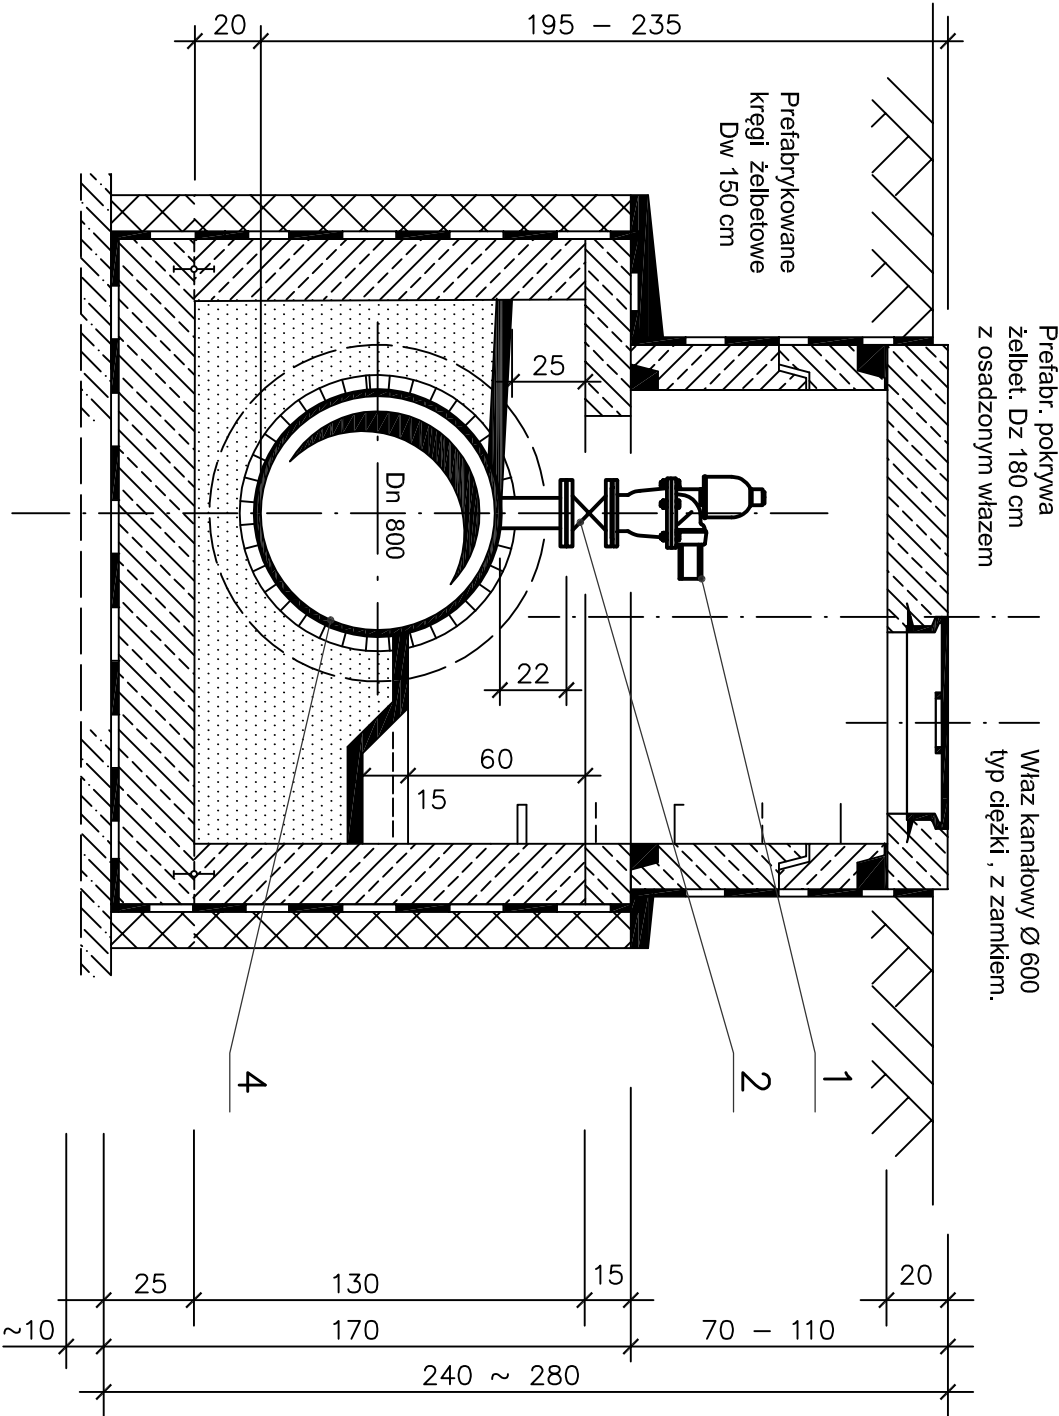 20
195 – 235
Prefabrykowane
kręgi żelbetowe
Dw 150 cm
Prefabr. pokrywa
żelbet. Dz 180 cm
z osadzonym włazem
Właz kanałowy Ø 600
typ ciężki , z zamkiem.
25
Dn 800
22
60
15
1
2
4
25
130
15
20
~10
170
70 – 110
240 ~ 280